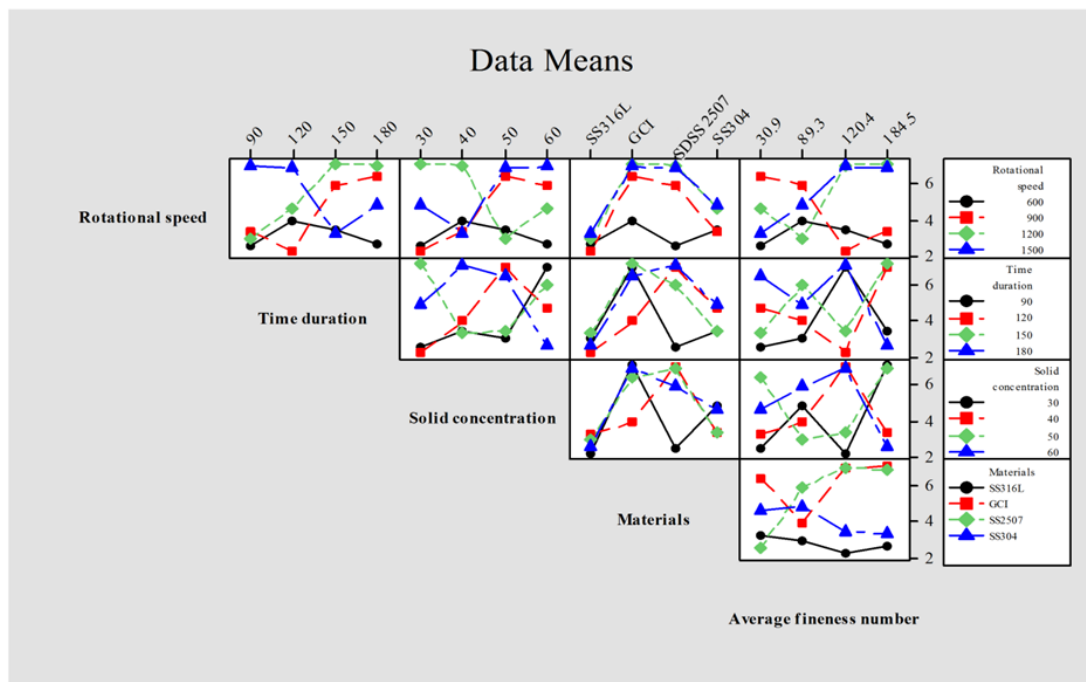 Data Means
90 120 150 180 30 40 50 60 SS316L GCI SDSS 2507 SS304 30.9 89.3 120.4 184.5
Rotational speed
6
4
2
Rotational
speed
600
900
1200
1500
Time duration
6
4
2
Time
duration
90
120
150
180
Solid concentration
6
4
2
Solid
concentration
30
40
50
60
Materials
6
4
2
Materials
SS316L
GCI
SS2507
SS304
Average fineness number